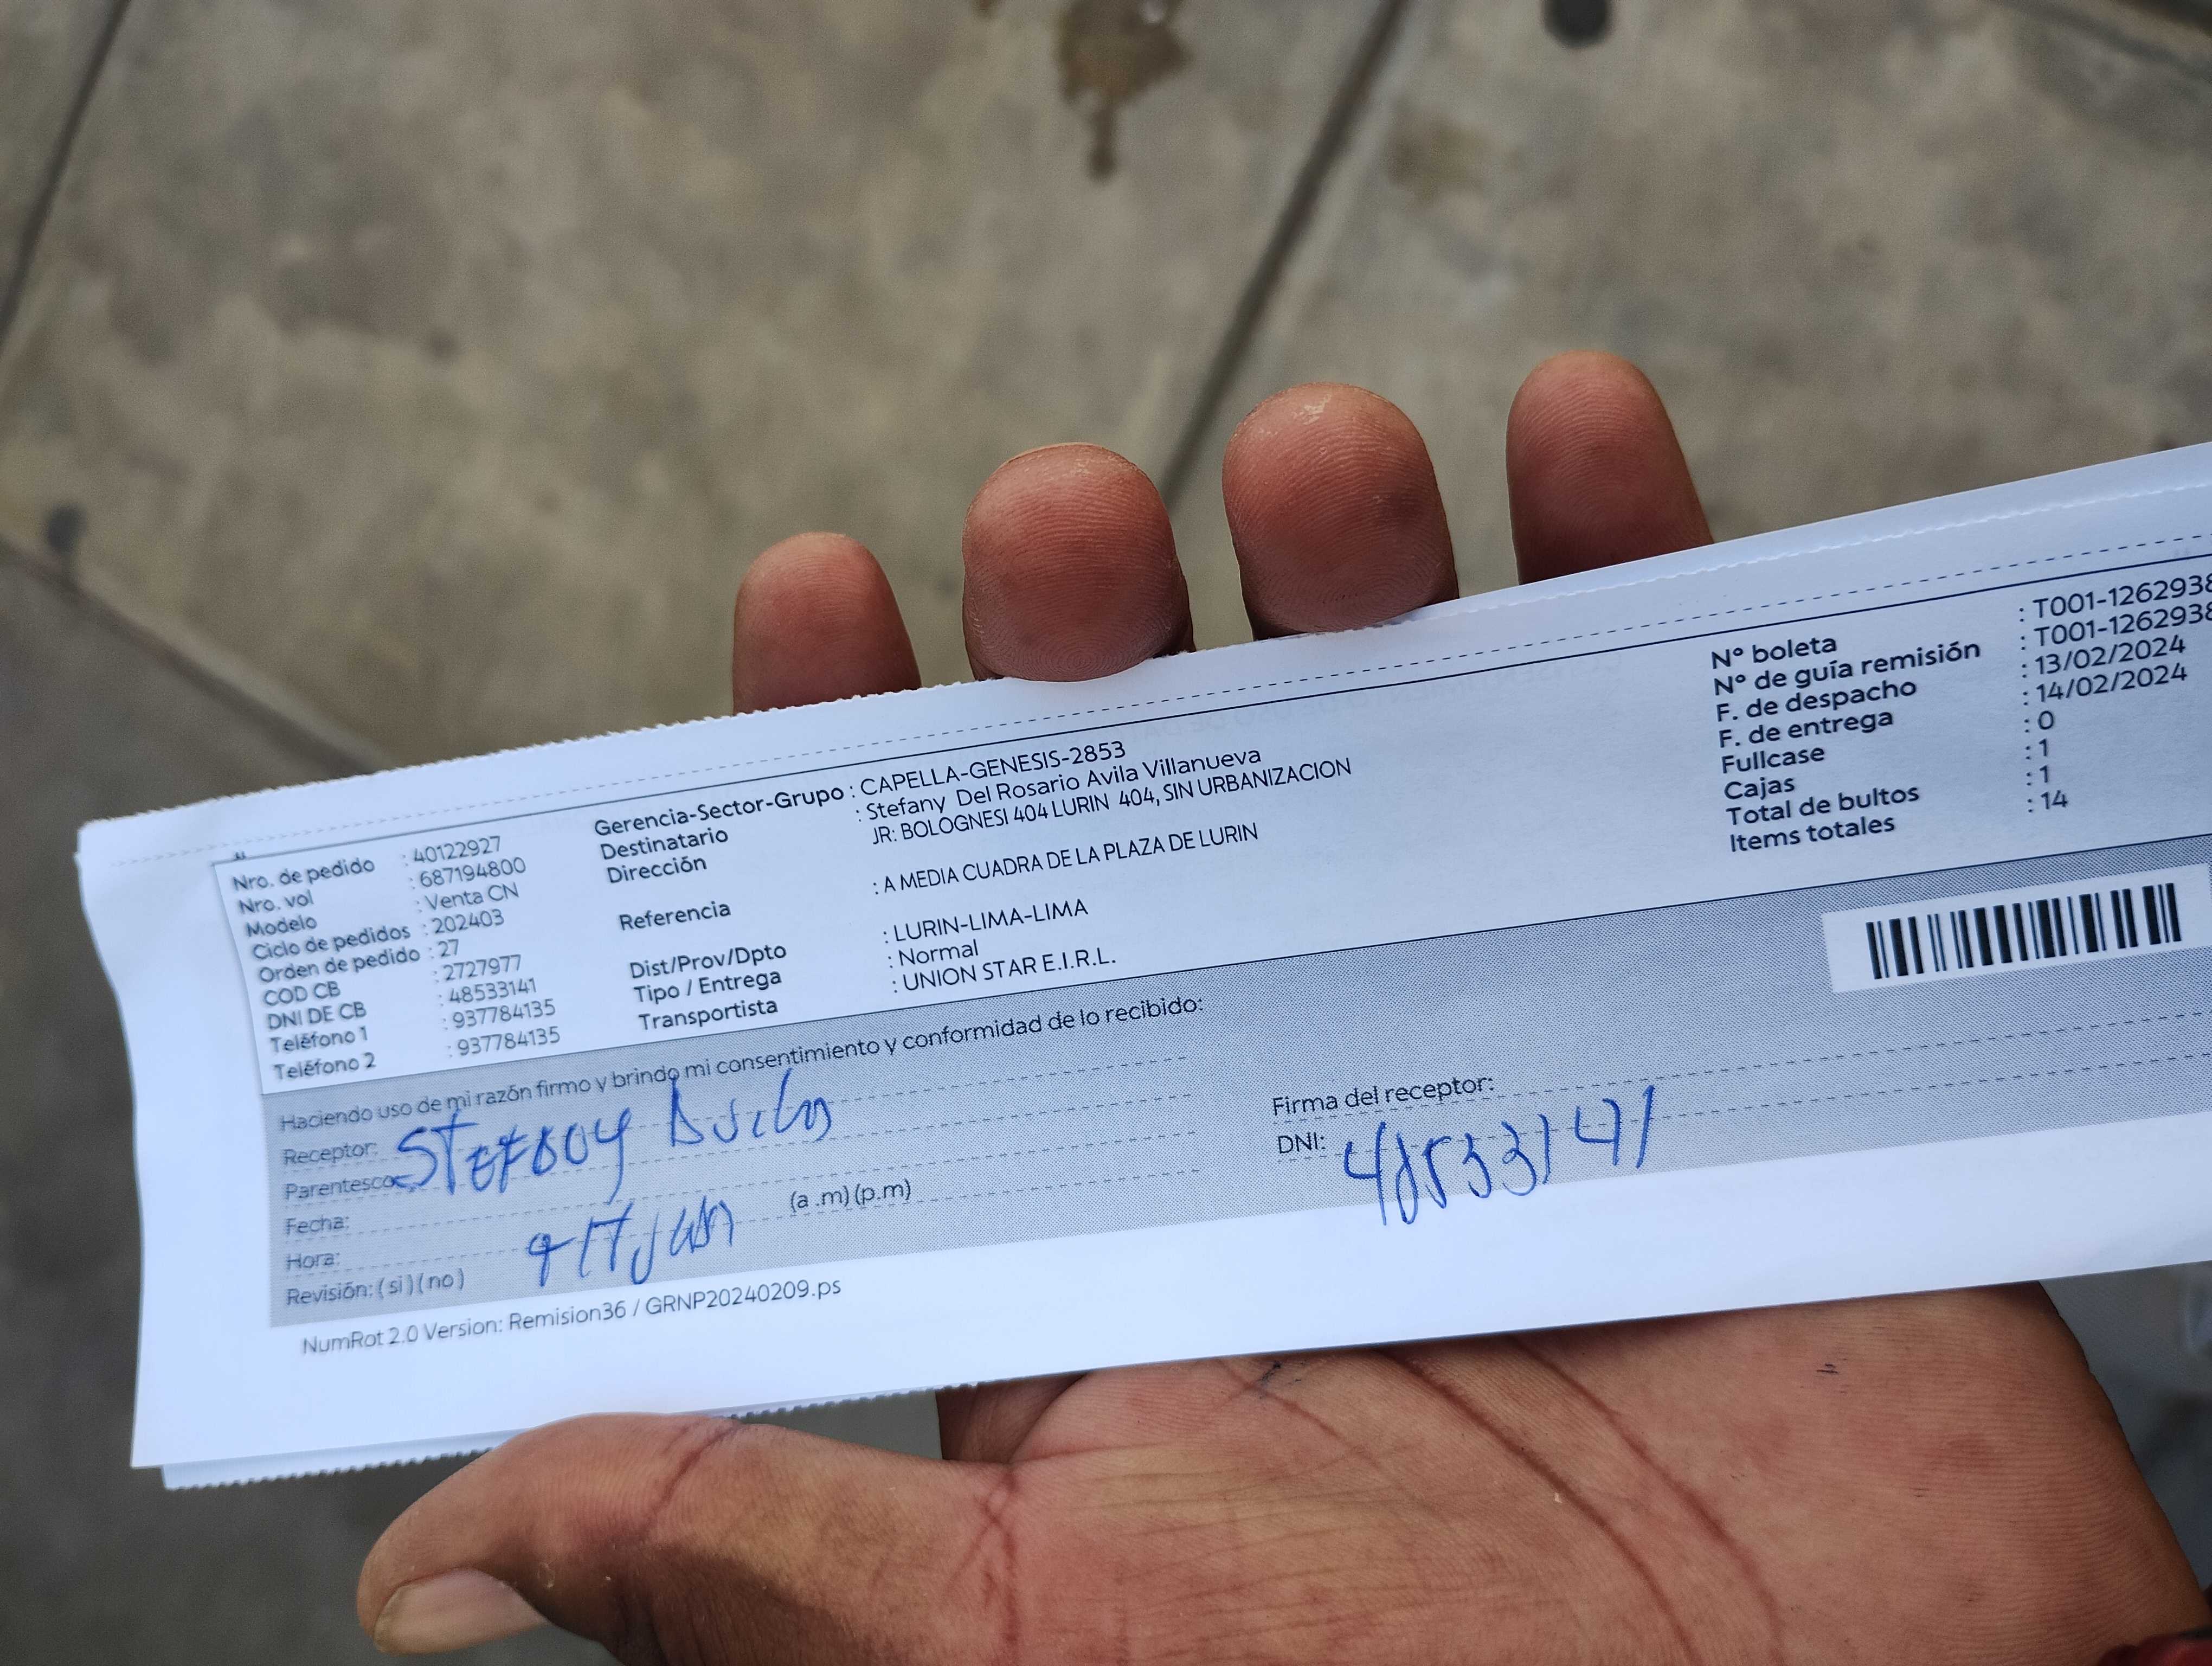 Nro. de pedido : 40122927
Nro. vol : 687194800
Modelo : Venta CN
Ciclo de pedidos : 202403
Orden de pedido : 27
COD CB : 2727977
DNI DE CB : 48533141
Teléfono 1 : 937784135
Teléfono 2 : 937784135
Gerencia-Sector-Grupo : CAPELLA-GENESIS-2853
Destinatario : Stefany Del Rosario Avila Villanueva
Dirección JR: BOLOGNESI 404 LURIN 404, SIN URBANIZACION
Referencia : A MEDIA CUADRA DE LA PLAZA DE LURIN
Dist/Prov/Dpto : LURIN-LIMA-LIMA
Tipo / Entrega : Normal
Transportista : UNION STAR E.I.R.L.
N° boleta : T001-1262938
N° de guía remisión : T001-1262938
F. de despacho : 13/02/2024
F. de entrega : 14/02/2024
Fullcase : 0
Cajas : 1
Total de bultos : 1
Items totales : 14
Haciendo uso de mi razón firmo y brindo mi consentimiento y conformidad de lo recibido:
Receptor: Stefany Avila
Parentesco
Fecha:
Hora: (a .m) (p.m)
Revisión: ( si ) ( no )
Firma del receptor:
DNI: 48533141
NumRot 2.0 Version: Remision36 / GRNP20240209.ps